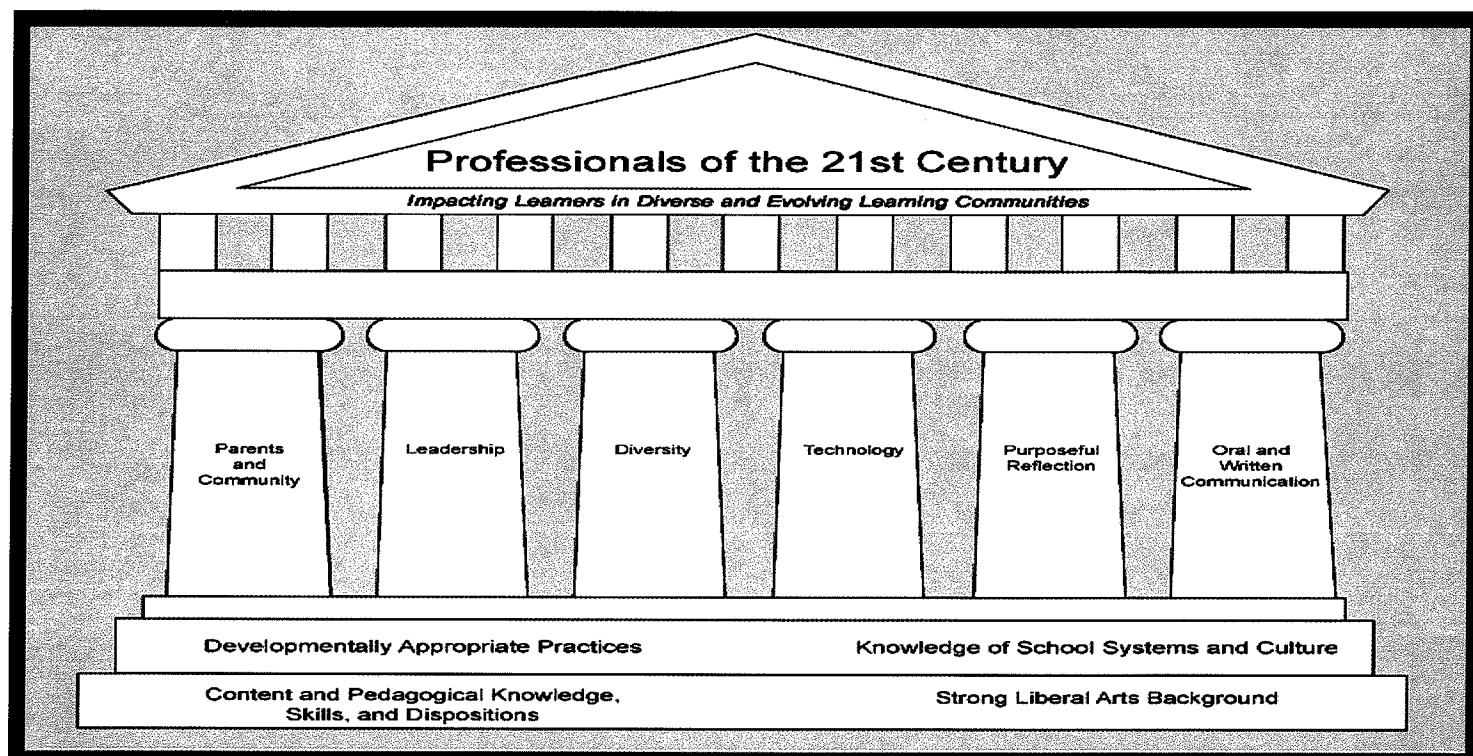 Professionals of the 21st Century
Impacting Learners in Diverse and Evolving Learning Communities
Parents
and
Community
Leadership
Diversity
Technology
Purposeful
Reflection
Oral and
Written
Communication
Developmentally Appropriate Practices
Knowledge of School Systems and Culture
Content and Pedagogical Knowledge,
Skills, and Dispositions
Strong Liberal Arts Background